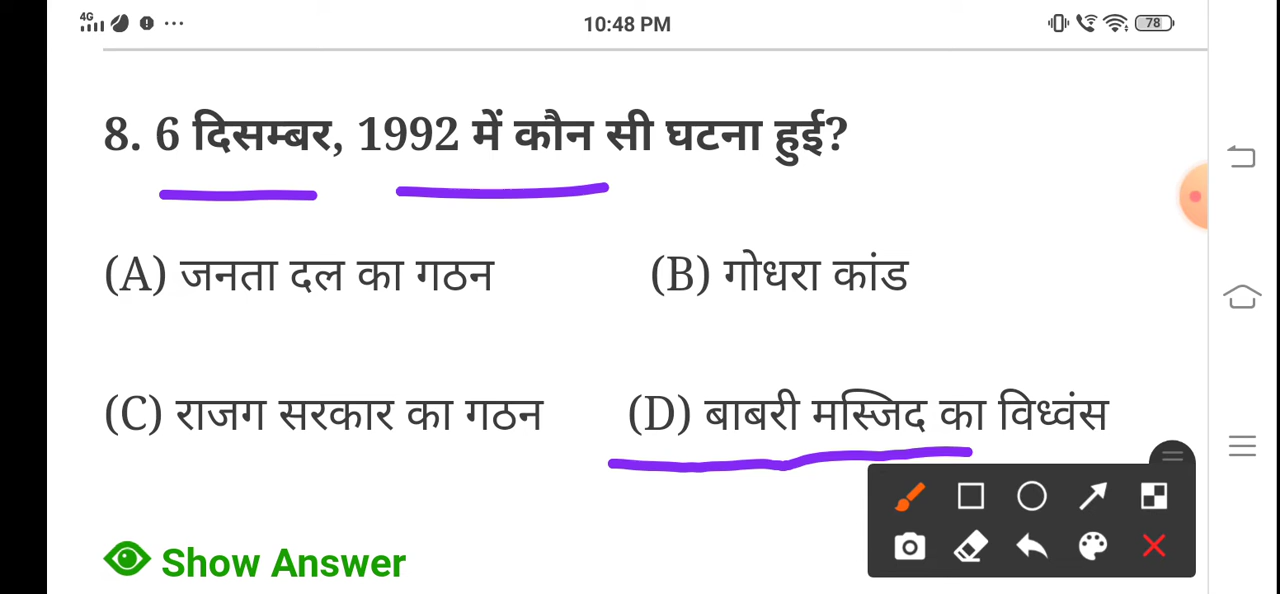 4G 10:48 PM 78
8. 6 दिसम्बर, 1992 में कौन सी घटना हुई?
(A) जनता दल का गठन (B) गोधरा कांड
(C) राजग सरकार का गठन (D) बाबरी मस्जिद का विध्वंस
Show Answer